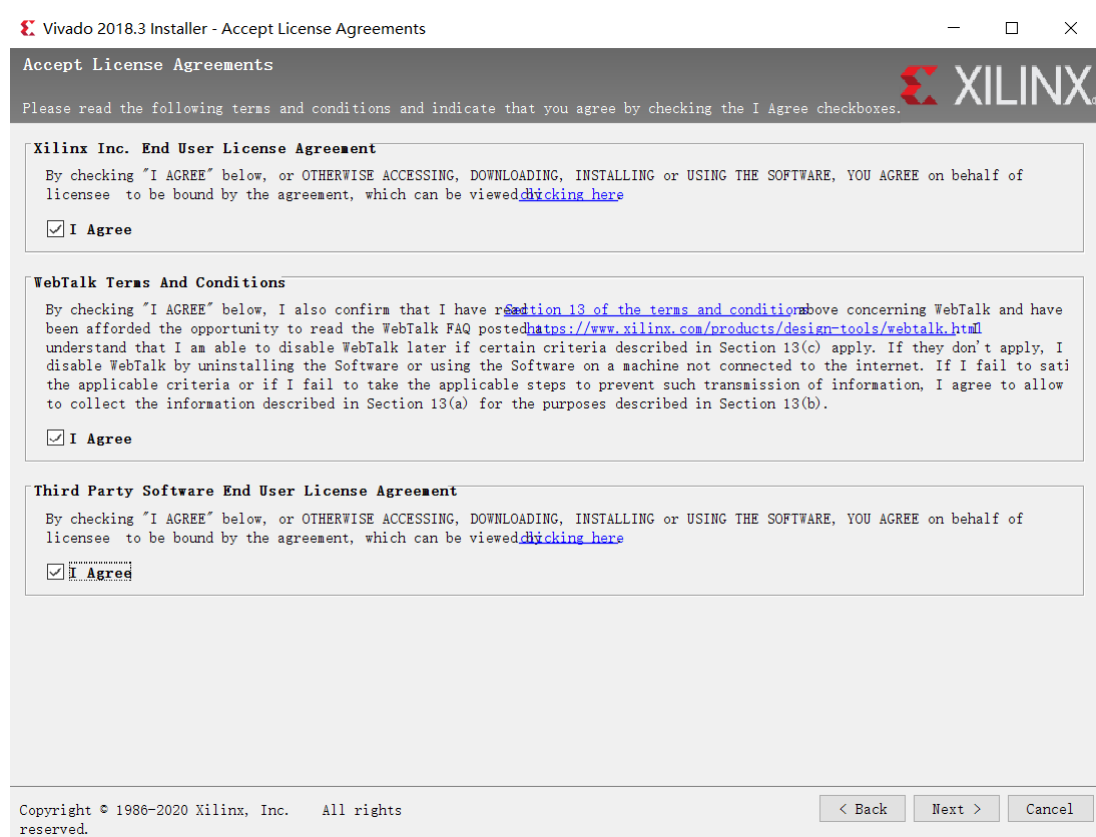 Vivado 2018.3 Installer - Accept License Agreements
Accept License Agreements
XILINX
Please read the following terms and conditions and indicate that you agree by checking the I Agree checkboxes.
Xilinx Inc. End User License Agreement
By checking "I AGREE" below, or OTHERWISE ACCESSING, DOWNLOADING, INSTALLING or USING THE SOFTWARE, YOU AGREE on behalf of
licensee to be bound by the agreement, which can be viewed clicking here
I Agree
WebTalk Terms And Conditions
By checking "I AGREE" below, I also confirm that I have read Section 13 of the terms and conditions above concerning WebTalk and have
been afforded the opportunity to read the WebTalk FAQ posted https://www.xilinx.com/products/design-tools/webtalk.html
understand that I am able to disable WebTalk later if certain criteria described in Section 13(c) apply. If they don't apply, I
disable WebTalk by uninstalling the Software or using the Software on a machine not connected to the internet. If I fail to sati
the applicable criteria or if I fail to take the applicable steps to prevent such transmission of information, I agree to allow
to collect the information described in Section 13(a) for the purposes described in Section 13(b).
I Agree
Third Party Software End User License Agreement
By checking "I AGREE" below, or OTHERWISE ACCESSING, DOWNLOADING, INSTALLING or USING THE SOFTWARE, YOU AGREE on behalf of
licensee to be bound by the agreement, which can be viewed clicking here
I Agree
Copyright © 1986-2020 Xilinx, Inc. All rights
reserved.
< Back Next > Cancel